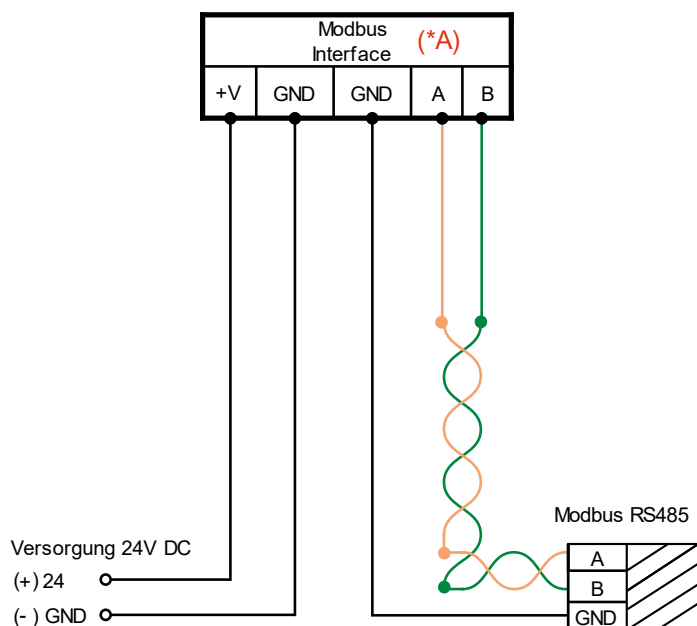 Modbus
Interface (*A)
+V GND GND A B
Modbus RS485
Versorgung 24V DC
A
(+) 24
B
(-) GND
GND